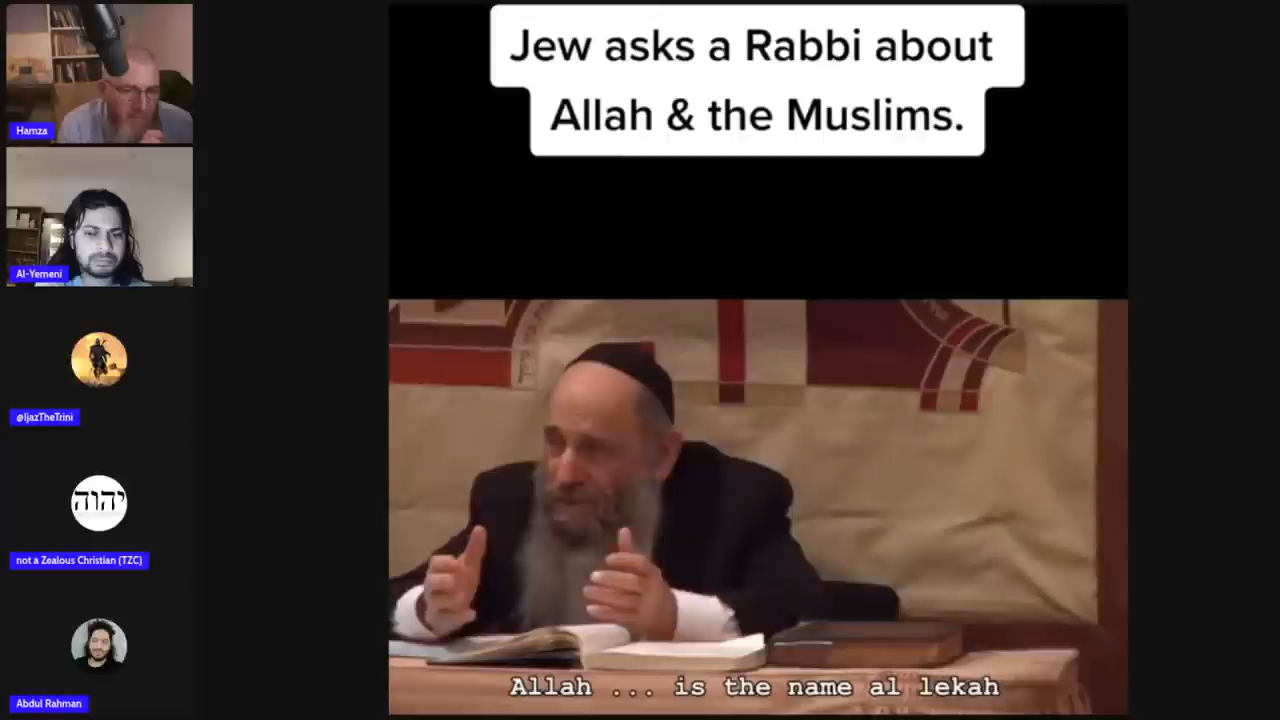 Jew asks a Rabbi about
Allah & the Muslims.
Hamza
Al-Yemeni
@IjazTheTrini
יהוה
not a Zealous Christian (TZC)
Abdul Rahman
Allah ... is the name al lekah